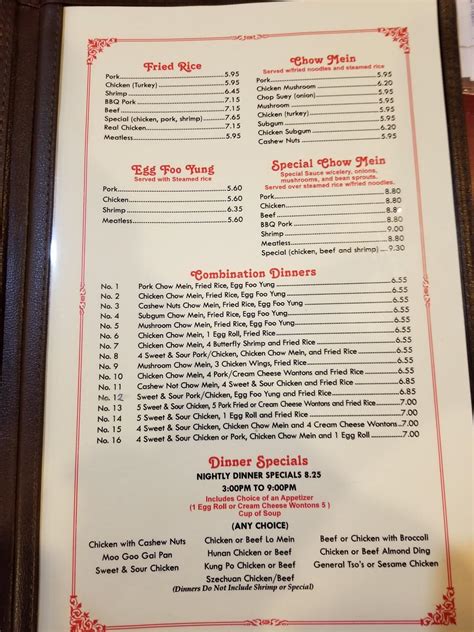 Fried Rice
Pork 5.95
Chicken (Turkey) 5.95
Shrimp 6.45
BBQ Pork 7.15
Beef 7.15
Special (chicken, pork, shrimp) 7.65
Real Chicken 7.15
Meatless 5.95
Chow Mein
Served w/fried noodles and steamed rice
Pork 5.95
Chicken Mushroom 6.20
Chop Suey (onion) 5.95
Mushroom 5.95
Chicken (turkey) 5.95
Subgum 5.95
Chicken Subgum 6.20
Cashew Nuts 5.95
Egg Foo Yung
Served with Steamed rice
Pork 5.60
Chicken 5.60
Shrimp 6.35
Meatless 5.60
Special Chow Mein
Special Sauce w/celery, onions,
mushrooms, and bean sprouts.
Served over steamed rice w/fried noodles.
Pork 8.80
Chicken 8.80
Beef 8.80
BBQ Pork 8.80
Shrimp 9.00
Meatless 8.80
Special (chicken, beef and shrimp) 9.30
Combination Dinners
No. 1 Pork Chow Mein, Fried Rice, Egg Foo Yung 6.55
No. 2 Chicken Chow Mein, Fried Rice, Egg Foo Yung 6.55
No. 3 Cashew Nuts Chow Mein, Fried Rice, Egg Foo Yung 6.55
No. 4 Subgum Chow Mein, Fried Rice, Egg Foo Yung 6.55
No. 5 Mushroom Chow Mein, Fried Rice, Egg Foo Yung 6.55
No. 6 Chicken Chow Mein, 1 Egg Roll, Fried Rice 6.55
No. 7 Chicken Chow Mein, 4 Butterfly Shrimp and Fried Rice 6.55
No. 8 4 Sweet & Sour Pork/Chicken, Chicken Chow Mein, and Fried Rice 6.55
No. 9 Mushroom Chow Mein, 3 Chicken Wings, Fried Rice 6.55
No. 10 Chicken Chow Mein, 4 Pork/Cream Cheese Wontons and Fried Rice 6.55
No. 11 Cashew Not Chow Mein, 4 Sweet & Sour Chicken and Fried Rice 6.85
No. 12 Sweet & Sour Pork/Chicken, Egg Foo Yung and Fried Rice 6.85
No. 13 5 Sweet & Sour Chicken, 5 Pork Fried or Cream Cheese Wontons and Fried Rice 7.00
No. 14 5 Sweet & Sour Chicken, 1 Egg Roll and Fried Rice 7.00
No. 15 4 Sweet & Sour Chicken, Chicken Chow Mein and 4 Cream Cheese Wontons 7.00
No. 16 4 Sweet & Sour Chicken or Pork, Chicken Chow Mein and 1 Egg Roll 7.00
Dinner Specials
NIGHTLY DINNER SPECIALS 8.25
3:00PM TO 9:00PM
Includes Choice of an Appetizer
(1 Egg Roll or Cream Cheese Wontons 5 )
Cup of Soup
(ANY CHOICE)
Chicken with Cashew Nuts
Moo Goo Gai Pan
Sweet & Sour Chicken
Chicken or Beef Lo Mein
Hunan Chicken or Beef
Kung Po Chicken or Beef
Szechuan Chicken/Beef
Beef or Chicken with Broccoli
Chicken or Beef Almond Ding
General Tso's or Sesame Chicken
(Dinners Do Not Include Shrimp or Special)